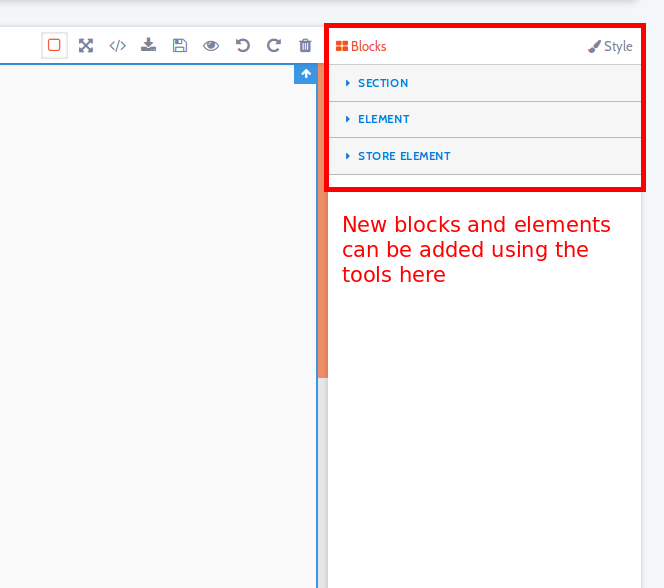 Blocks Style
SECTION
ELEMENT
STORE ELEMENT
New blocks and elements
can be added using the
tools here